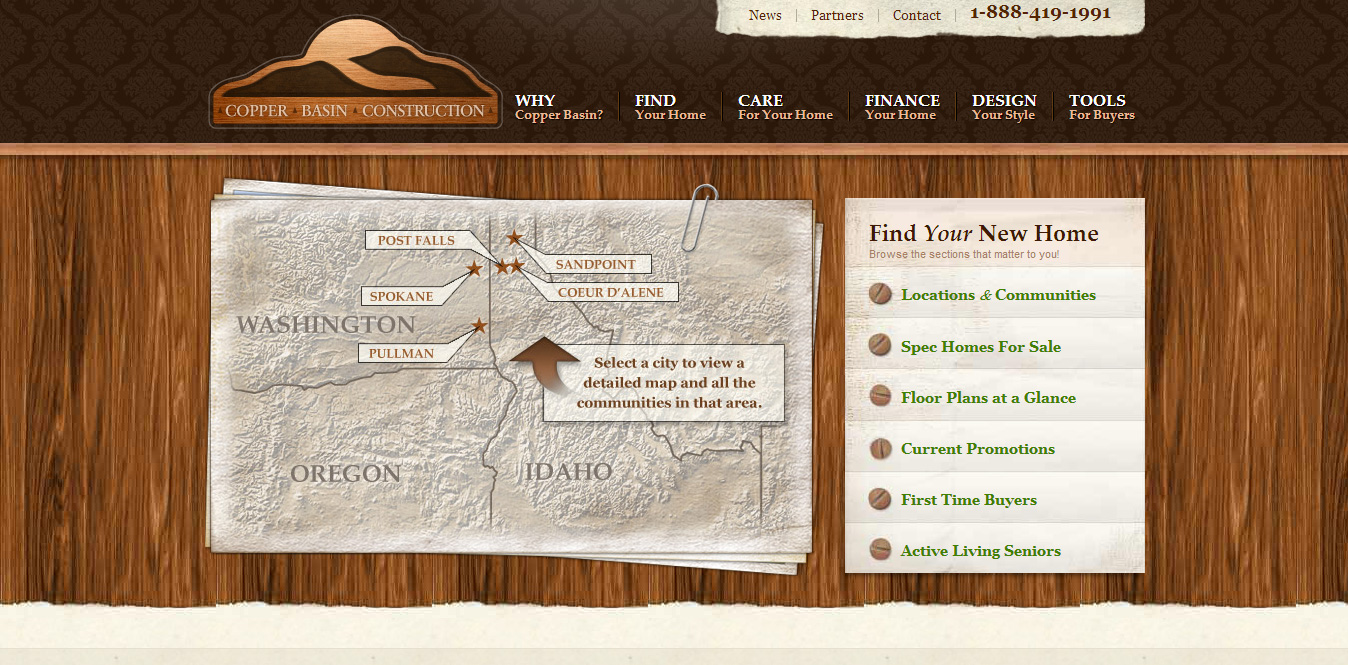 News
Partners
Contact
1-888-419-1991
COPPER BASIN CONSTRUCTION
WHY
Copper Basin?
FIND
Your Home
CARE
For Your Home
FINANCE
Your Home
DESIGN
Your Style
TOOLS
For Buyers
POST FALLS
SANDPOINT
SPOKANE
COEUR D’ALENE
WASHINGTON
PULLMAN
Select a city to view a
detailed map and all the
communities in that area.
OREGON
IDAHO
Find Your New Home
Browse the sections that matter to you!
Locations & Communities
Spec Homes For Sale
Floor Plans at a Glance
Current Promotions
First Time Buyers
Active Living Seniors